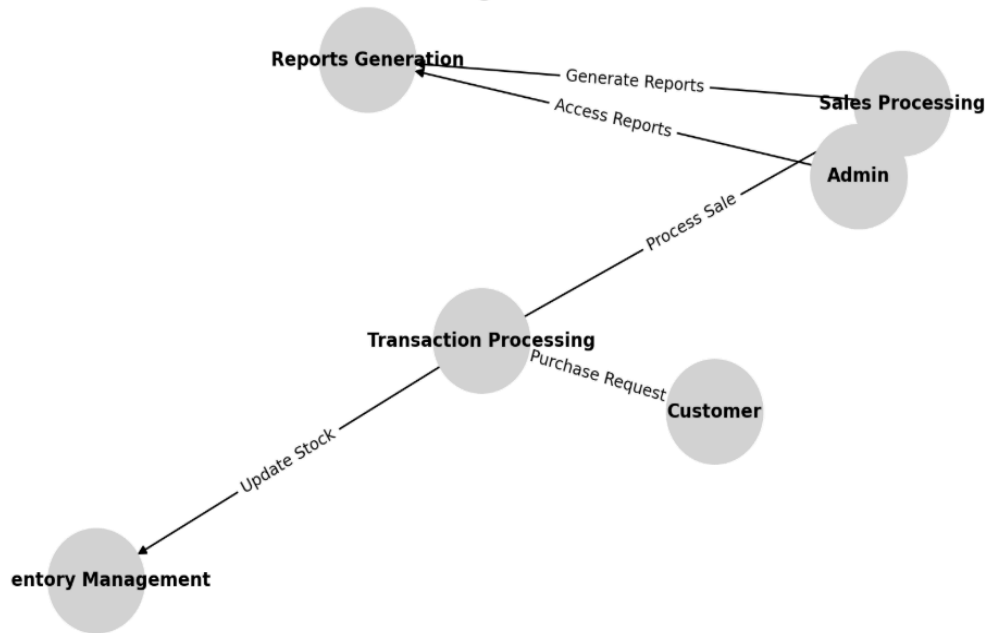 Reports Generation
Generate Reports
Sales Processing
Access Reports
Admin
Process Sale
Transaction Processing
Purchase Request
Customer
Update Stock
entory Management